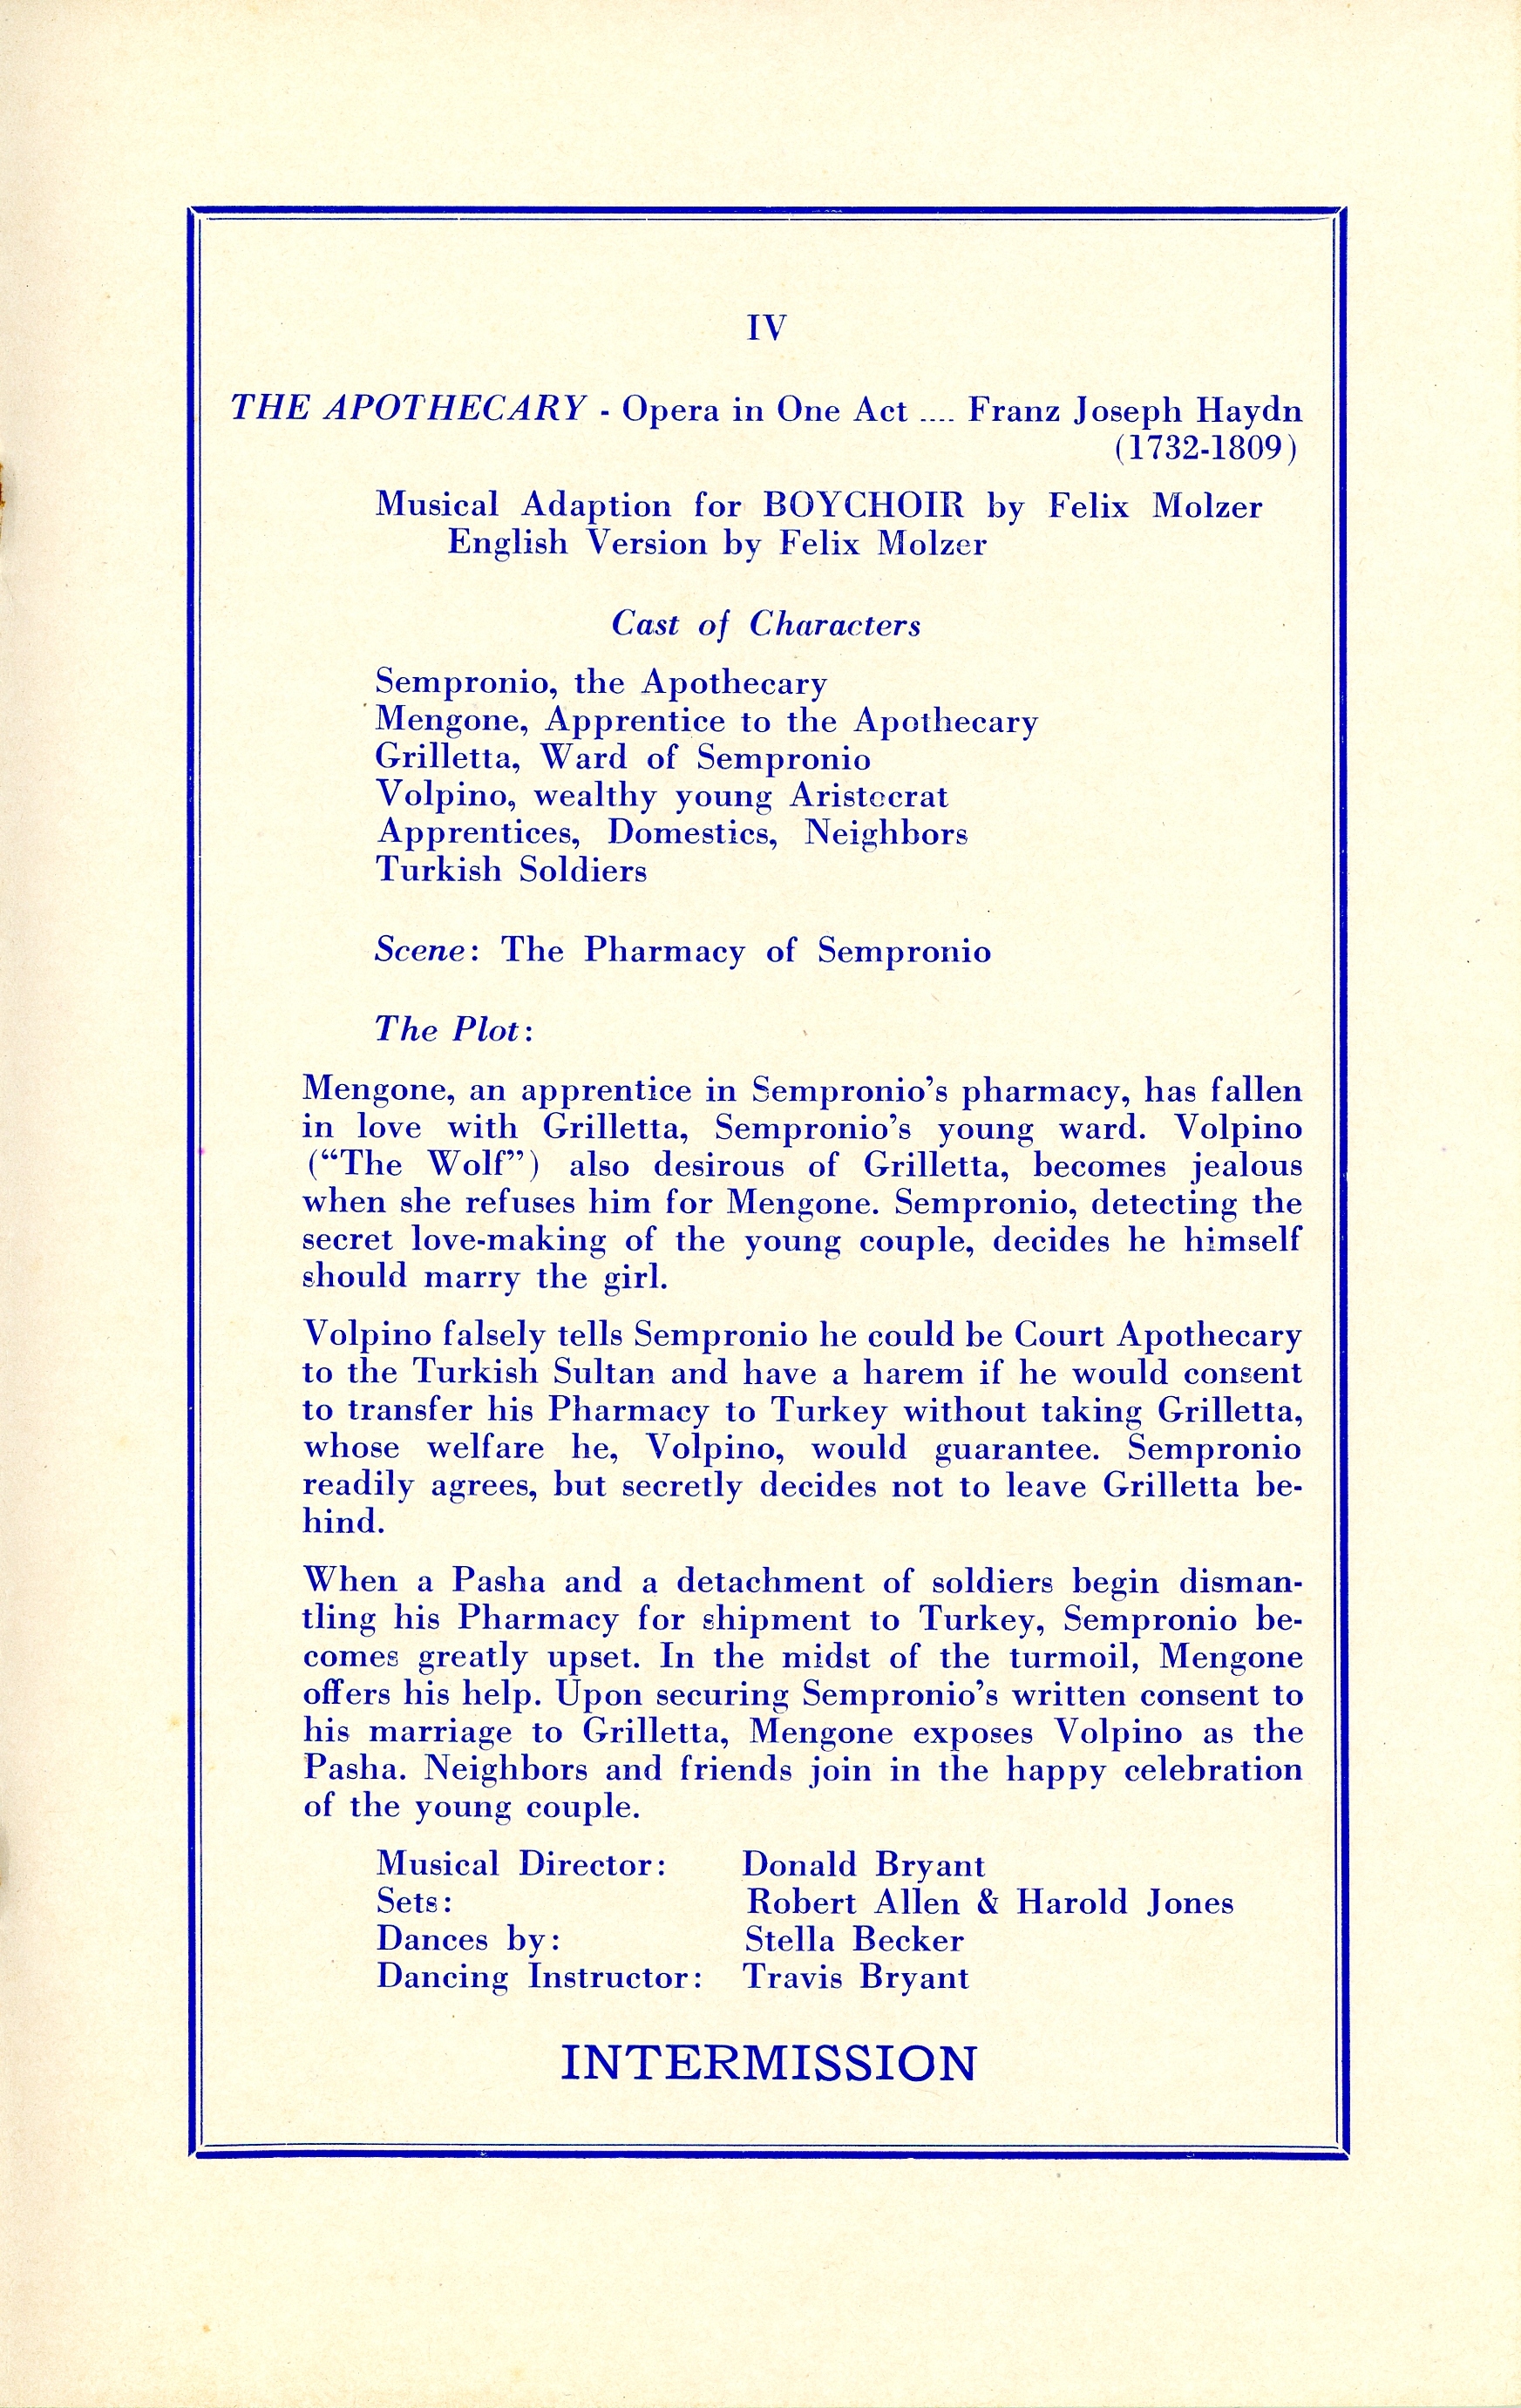 IV
THE APOTHECARY - Opera in One Act .... Franz Joseph Haydn
(1732-1809)
Musical Adaption for BOYCHOIR by Felix Molzer
English Version by Felix Molzer
Cast of Characters
Sempronio, the Apothecary
Mengone, Apprentice to the Apothecary
Grilletta, Ward of Sempronio
Volpino, wealthy young Aristocrat
Apprentices, Domestics, Neighbors
Turkish Soldiers
Scene: The Pharmacy of Sempronio
The Plot:
Mengone, an apprentice in Sempronio's pharmacy, has fallen
in love with Grilletta, Sempronio's young ward. Volpino
("The Wolf") also desirous of Grilletta, becomes jealous
when she refuses him for Mengone. Sempronio, detecting the
secret love-making of the young couple, decides he himself
should marry the girl.
Volpino falsely tells Sempronio he could be Court Apothecary
to the Turkish Sultan and have a harem if he would consent
to transfer his Pharmacy to Turkey without taking Grilletta,
whose welfare he, Volpino, would guarantee. Sempronio
readily agrees, but secretly decides not to leave Grilletta be-
hind.
When a Pasha and a detachment of soldiers begin disman-
tling his Pharmacy for shipment to Turkey, Sempronio be-
comes greatly upset. In the midst of the turmoil, Mengone
offers his help. Upon securing Sempronio's written consent to
his marriage to Grilletta, Mengone exposes Volpino as the
Pasha. Neighbors and friends join in the happy celebration
of the young couple.
Musical Director: Donald Bryant
Sets: Robert Allen & Harold Jones
Dances by: Stella Becker
Dancing Instructor: Travis Bryant
INTERMISSION